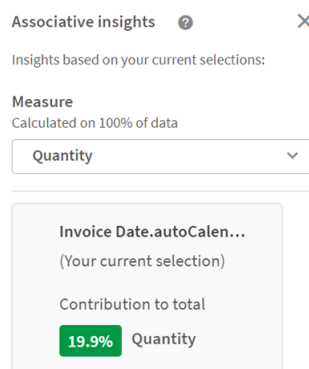 Associative insights ?
Insights based on your current selections:
Measure
Calculated on 100% of data
Quantity
Invoice Date.autoCalen...
(Your current selection)
Contribution to total
19.9% Quantity